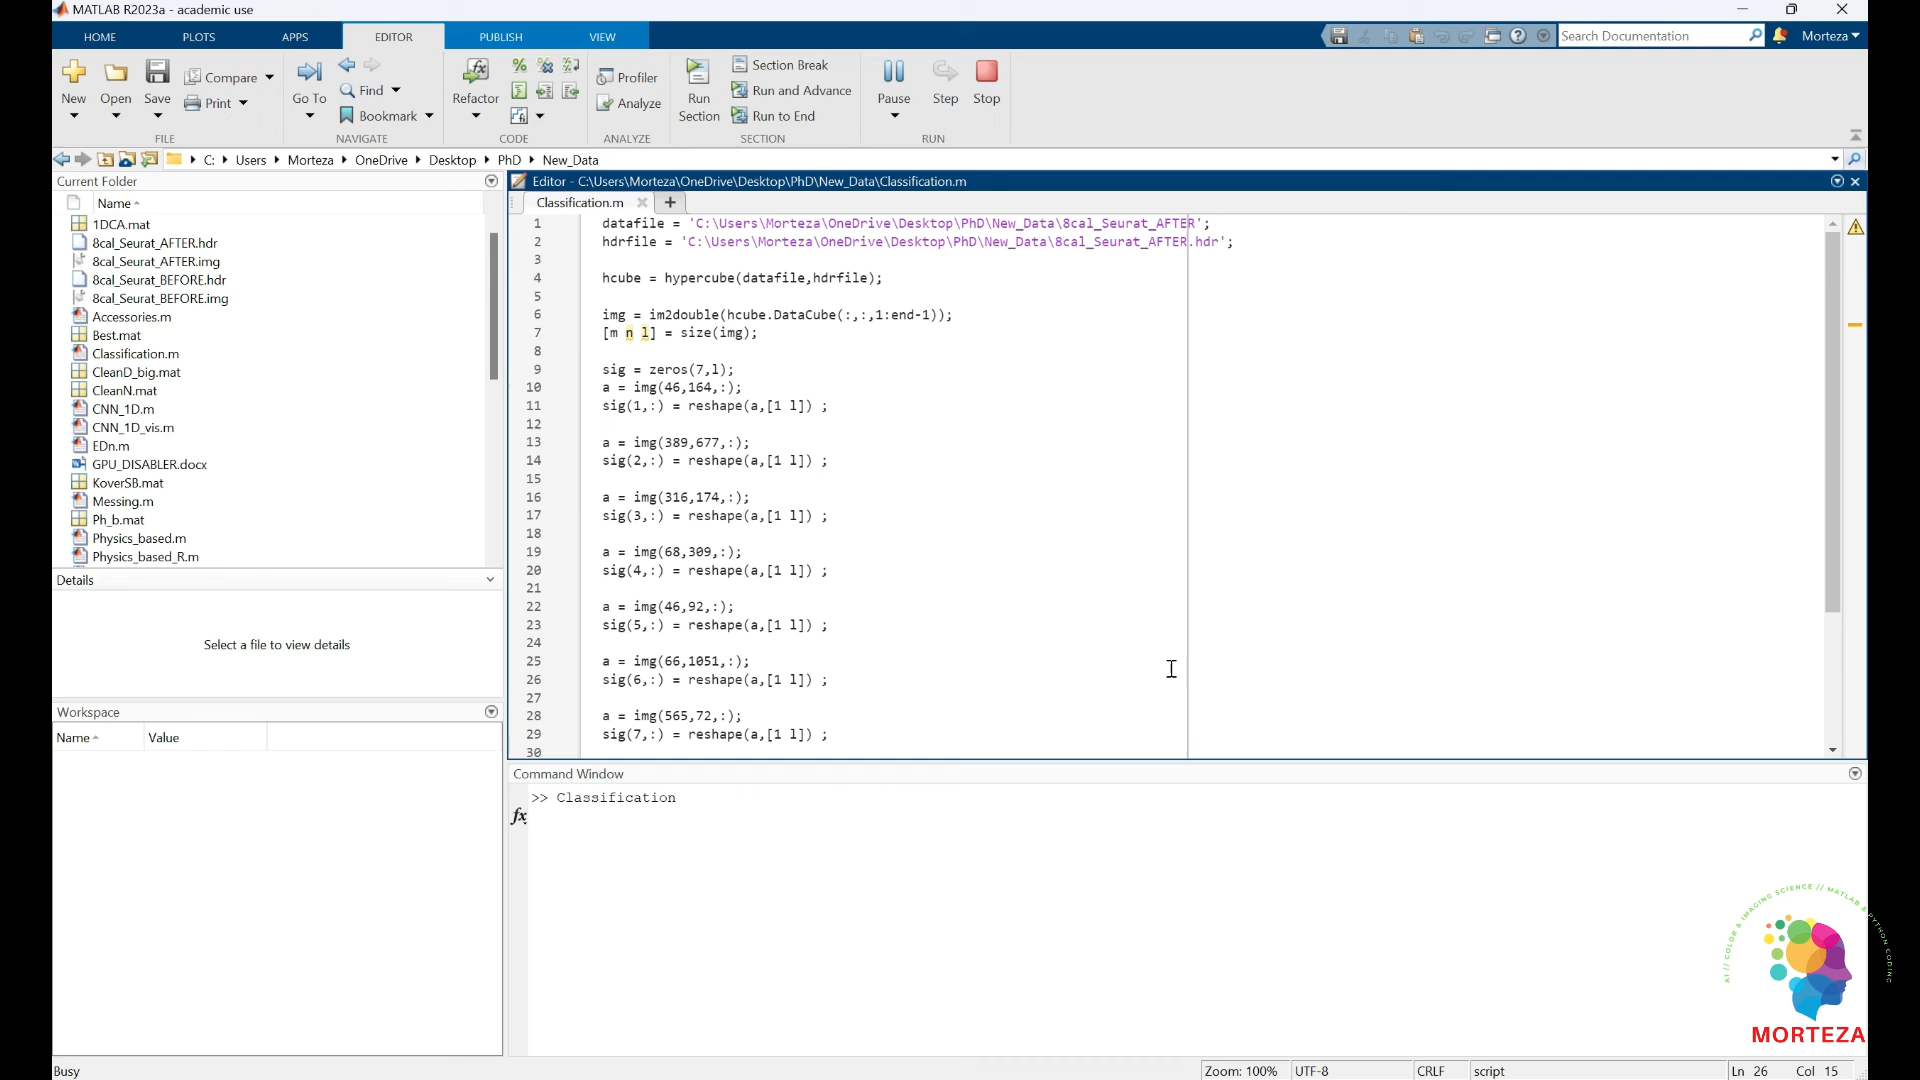 MATLAB R2023a - academic use
HOME PLOTS APPS EDITOR PUBLISH VIEW
Search Documentation
Morteza
New Open Save Compare Print
FILE
Go To Find Bookmark
NAVIGATE
Refactor
CODE
Profiler
Analyze
ANALYZE
Run Section
Section Break
Run and Advance
Run to End
SECTION
Pause Step Stop
RUN
C: Users Morteza OneDrive Desktop PhD New_Data
Current Folder
Name
1DCA.mat
8cal_Seurat_AFTER.hdr
8cal_Seurat_AFTER.img
8cal_Seurat_BEFORE.hdr
8cal_Seurat_BEFORE.img
Accessories.m
Best.mat
Classification.m
CleanD_big.mat
CleanN.mat
CNN_1D.m
CNN_1D_vis.m
EDn.m
GPU_DISABLER.docx
KoverSB.mat
Messing.m
Ph_b.mat
Physics_based.m
Physics_based_R.m
Details
Select a file to view details
Workspace
Name Value
Editor - C:\Users\Morteza\OneDrive\Desktop\PhD\New_Data\Classification.m
Classification.m
1 datafile = 'C:\Users\Morteza\OneDrive\Desktop\PhD\New_Data\8cal_Seurat_AFTER';
2 hdrfile = 'C:\Users\Morteza\OneDrive\Desktop\PhD\New_Data\8cal_Seurat_AFTER.hdr';
3
4 hcube = hypercube(datafile,hdrfile);
5
6 img = im2double(hcube.DataCube(:,:,1:end-1));
7 [m n l] = size(img);
8
9 sig = zeros(7,l);
10 a = img(46,164,:);
11 sig(1,:) = reshape(a,[1 l]) ;
12
13 a = img(389,677,:);
14 sig(2,:) = reshape(a,[1 l]) ;
15
16 a = img(316,174,:);
17 sig(3,:) = reshape(a,[1 l]) ;
18
19 a = img(68,309,:);
20 sig(4,:) = reshape(a,[1 l]) ;
21
22 a = img(46,92,:);
23 sig(5,:) = reshape(a,[1 l]) ;
24
25 a = img(66,1051,:);
26 sig(6,:) = reshape(a,[1 l]) ;
27
28 a = img(565,72,:);
29 sig(7,:) = reshape(a,[1 l]) ;
30
Command Window
>> Classification
fx
AI // COLOR & IMAGING SCIENCE // MATLAB & PYTHON CODING
MORTEZA
Busy
Zoom: 100% UTF-8 CRLF script Ln 26 Col 15